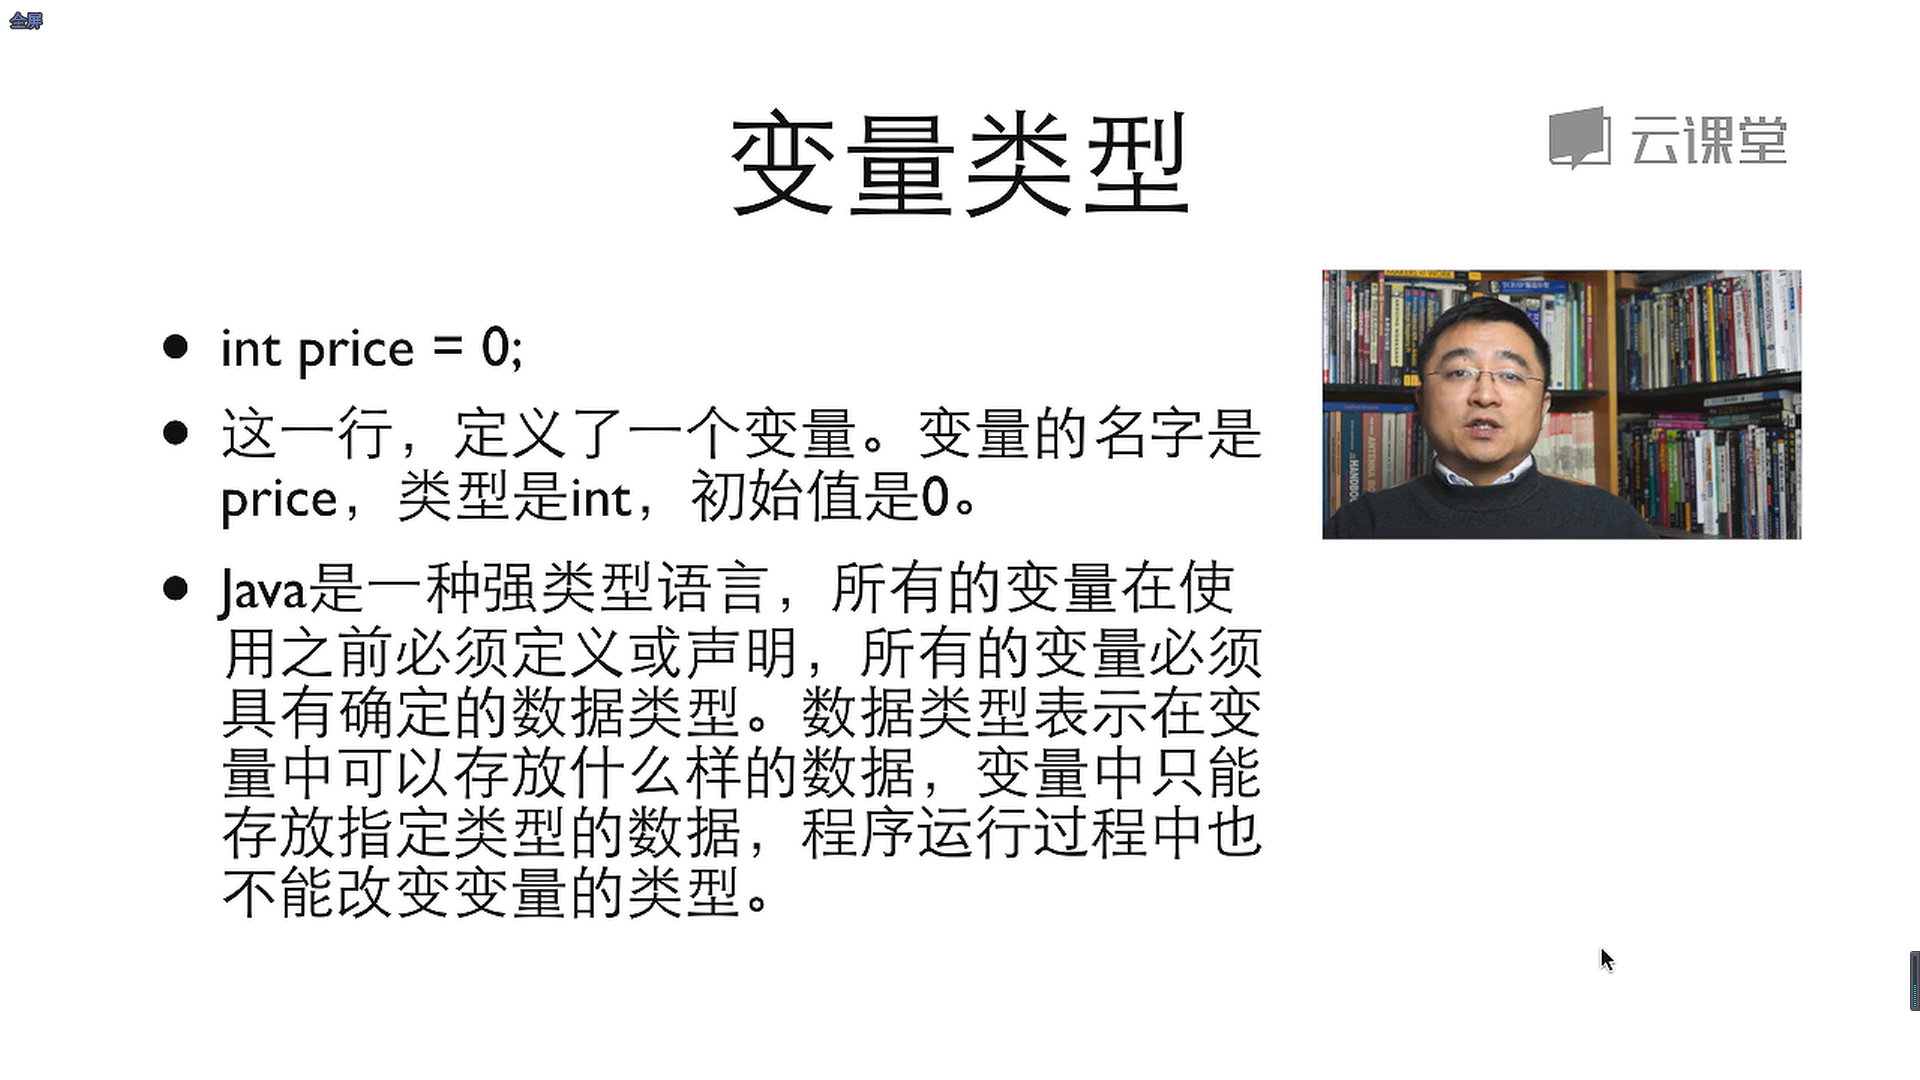 全屏
变量类型
云课堂
int price = 0;
这一行，定义了一个变量。变量的名字是
price，类型是int，初始值是0。
Java是一种强类型语言，所有的变量在使
用之前必须定义或声明，所有的变量必须
具有确定的数据类型。数据类型表示在变
量中可以存放什么样的数据，变量中只能
存放指定类型的数据，程序运行过程中也
不能改变变量的类型。